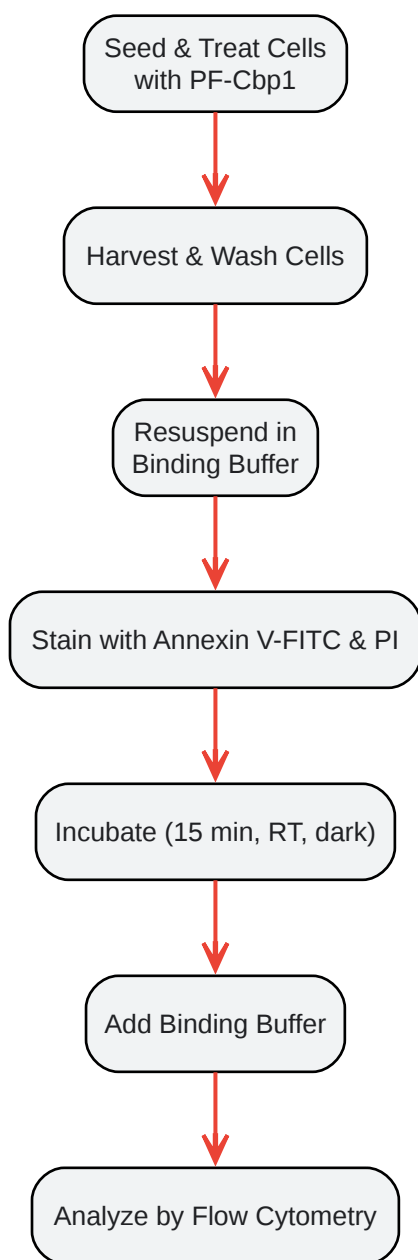 Seed & Treat Cells
with PF-Cbp1
Harvest & Wash Cells
Resuspend in
Binding Buffer
Stain with Annexin V-FITC & PI
Incubate (15 min, RT, dark)
Add Binding Buffer
Analyze by Flow Cytometry